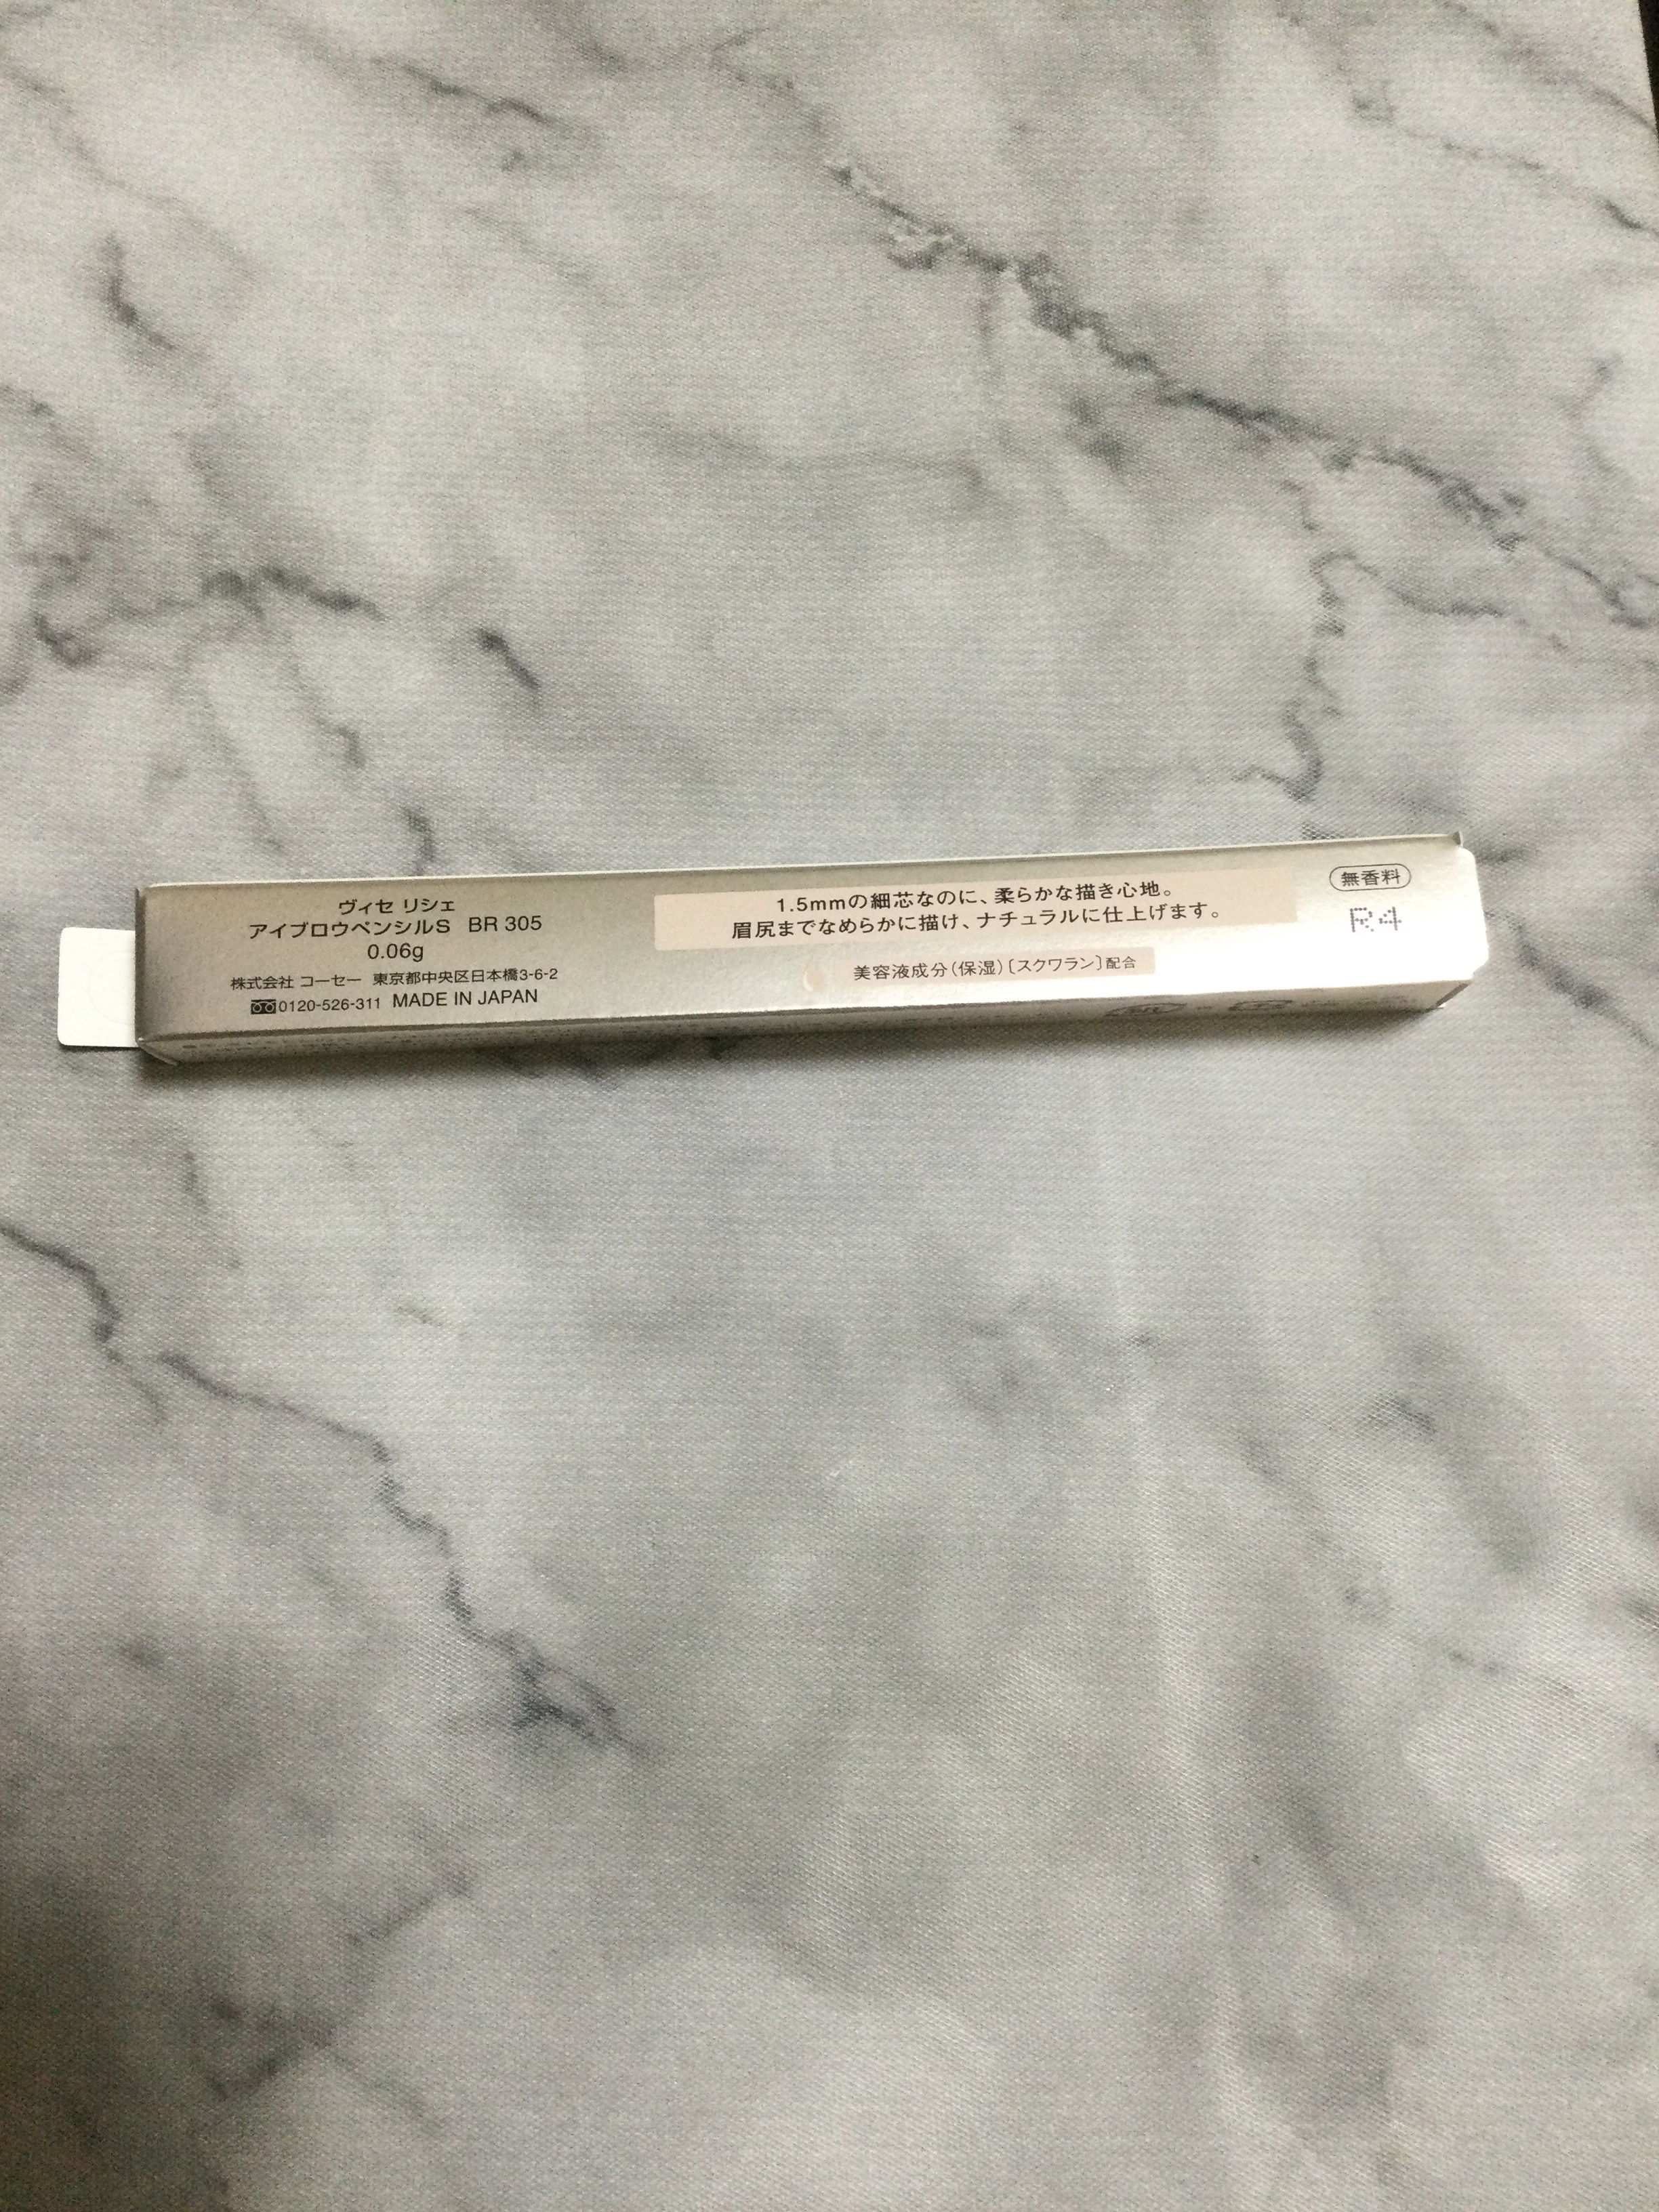 ヴィセ リシェ
アイブロウペンシルS BR 305
0.06g
株式会社 コーセー 東京都中央区日本橋3-6-2
0120-526-311 MADE IN JAPAN
1.5mmの細芯なのに、柔らかな描き心地。
眉尻までなめらかに描け、ナチュラルに仕上げます。
美容液成分(保湿)〔スクワラン〕配合
無香料
R4